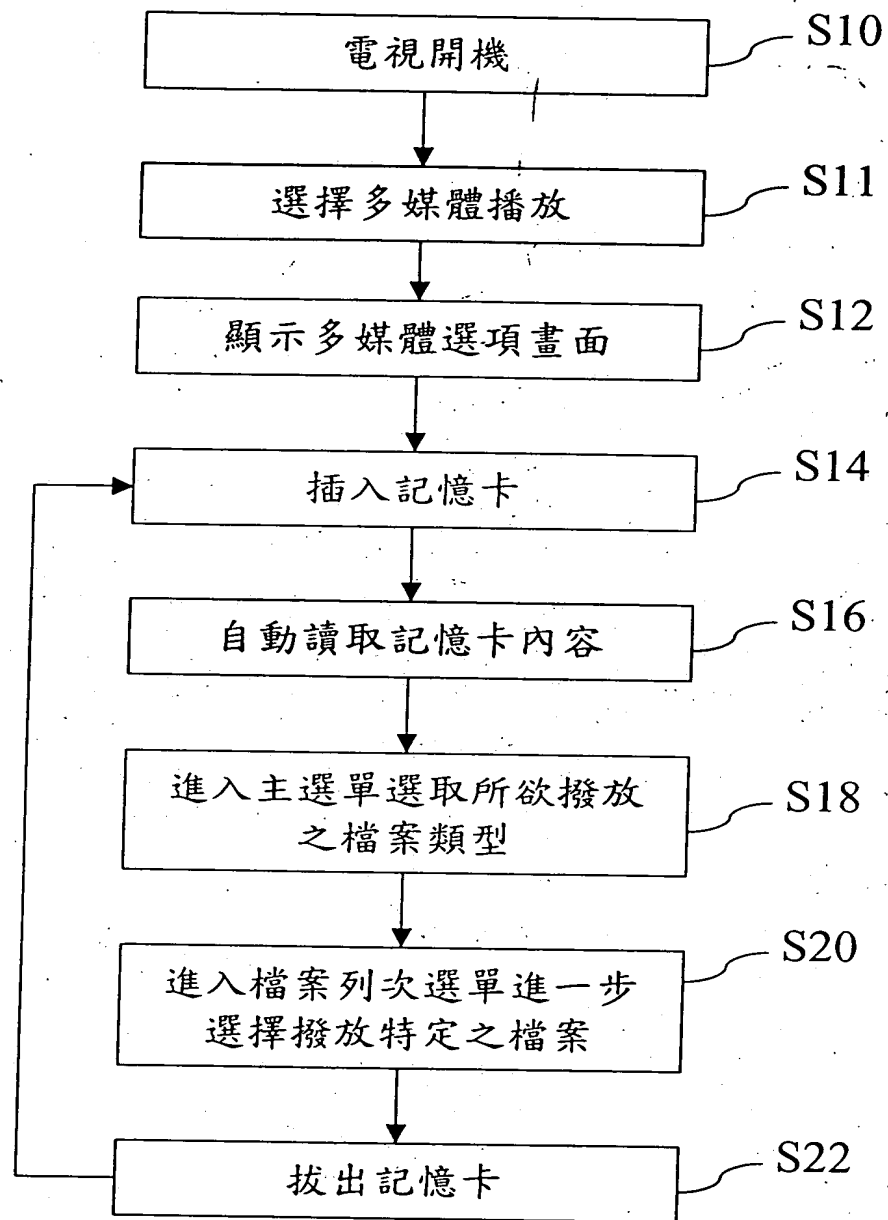 電視開機
S10
選擇多媒體播放
S11
顯示多媒體選項畫面
S12
插入記憶卡
S14
自動讀取記憶卡內容
S16
進入主選單選取所欲撥放
之檔案類型
S18
進入檔案列次選單進一步
選擇撥放特定之檔案
S20
拔出記憶卡
S22